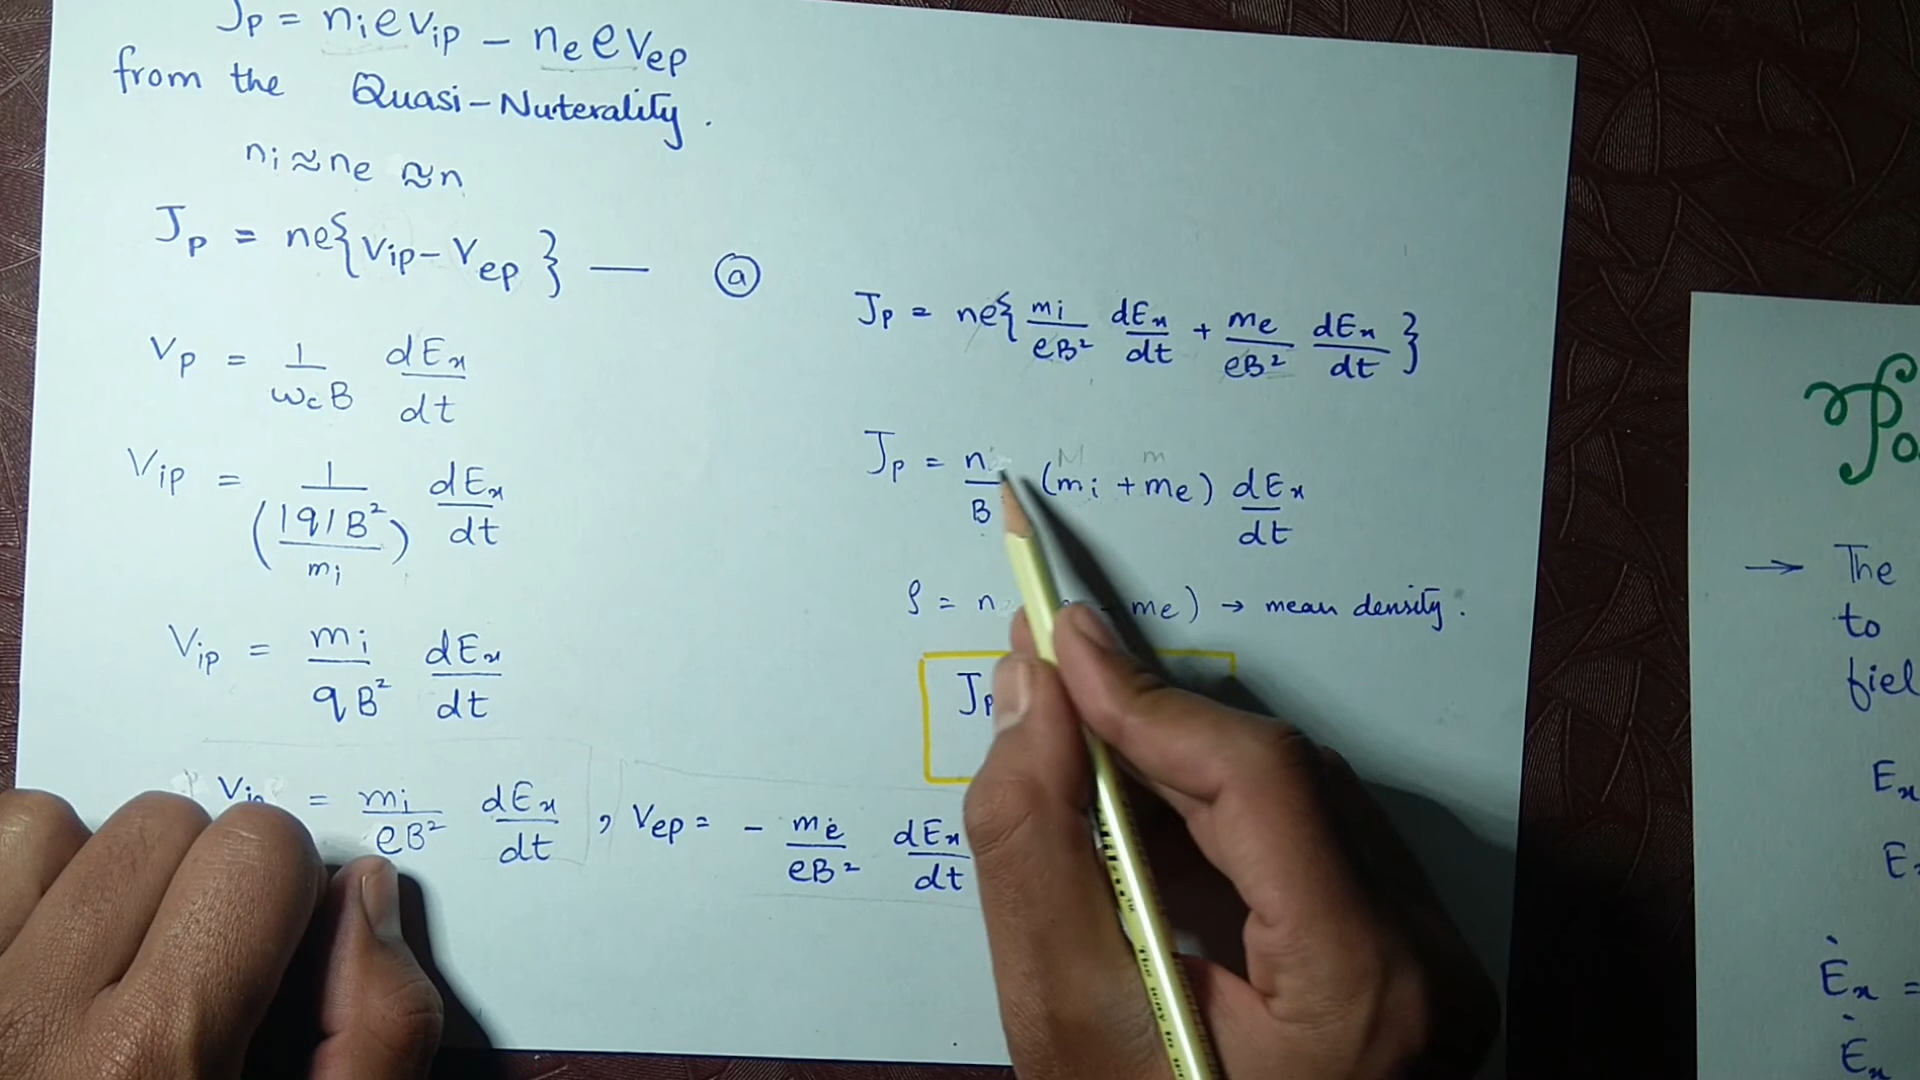 Jp = nᵢevᵢp − nₑevₑp
from the Quasi-Nuterality.
nᵢ ≈ nₑ ≈ n
Jp = ne{vᵢp − vₑp} — ⓐ
Vp = 1/ωcB dEx/dt
Vᵢp = 1/(|q|B²/mᵢ) dEx/dt
Vᵢp = mᵢ/qB² dEx/dt
Vᵢp = mᵢ/eB² dEx/dt , Vₑp = − mₑ/eB² dEx/dt
Jp = ne{mᵢ/eB² dEx/dt + mₑ/eB² dEx/dt}
M m
Jp = n/B (mᵢ + mₑ) dEx/dt
ρ = n mₑ) → mean density.
Jp
→ The
to
Ex
Ėx =
Ėx